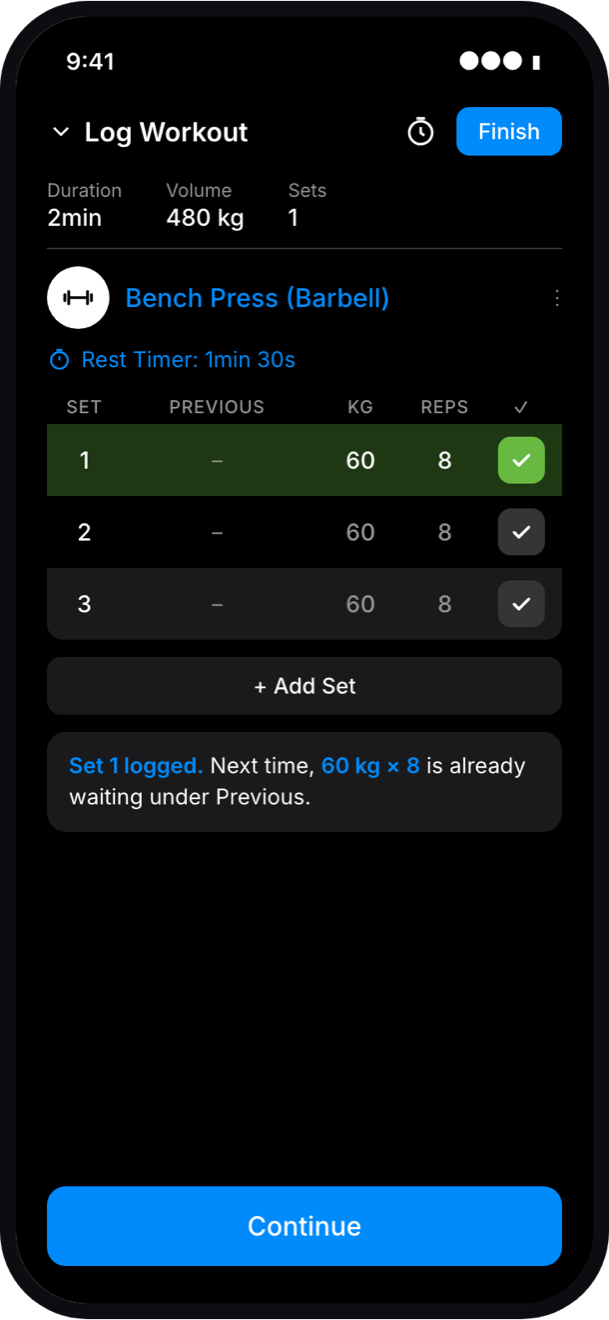 9:41
Log Workout
Finish
Duration Volume Sets
2min 480 kg 1
Bench Press (Barbell)
Rest Timer: 1min 30s
SET PREVIOUS KG REPS ✓
1 – 60 8 ✓
2 – 60 8 ✓
3 – 60 8 ✓
+ Add Set
Set 1 logged. Next time, 60 kg × 8 is already
waiting under Previous.
Continue